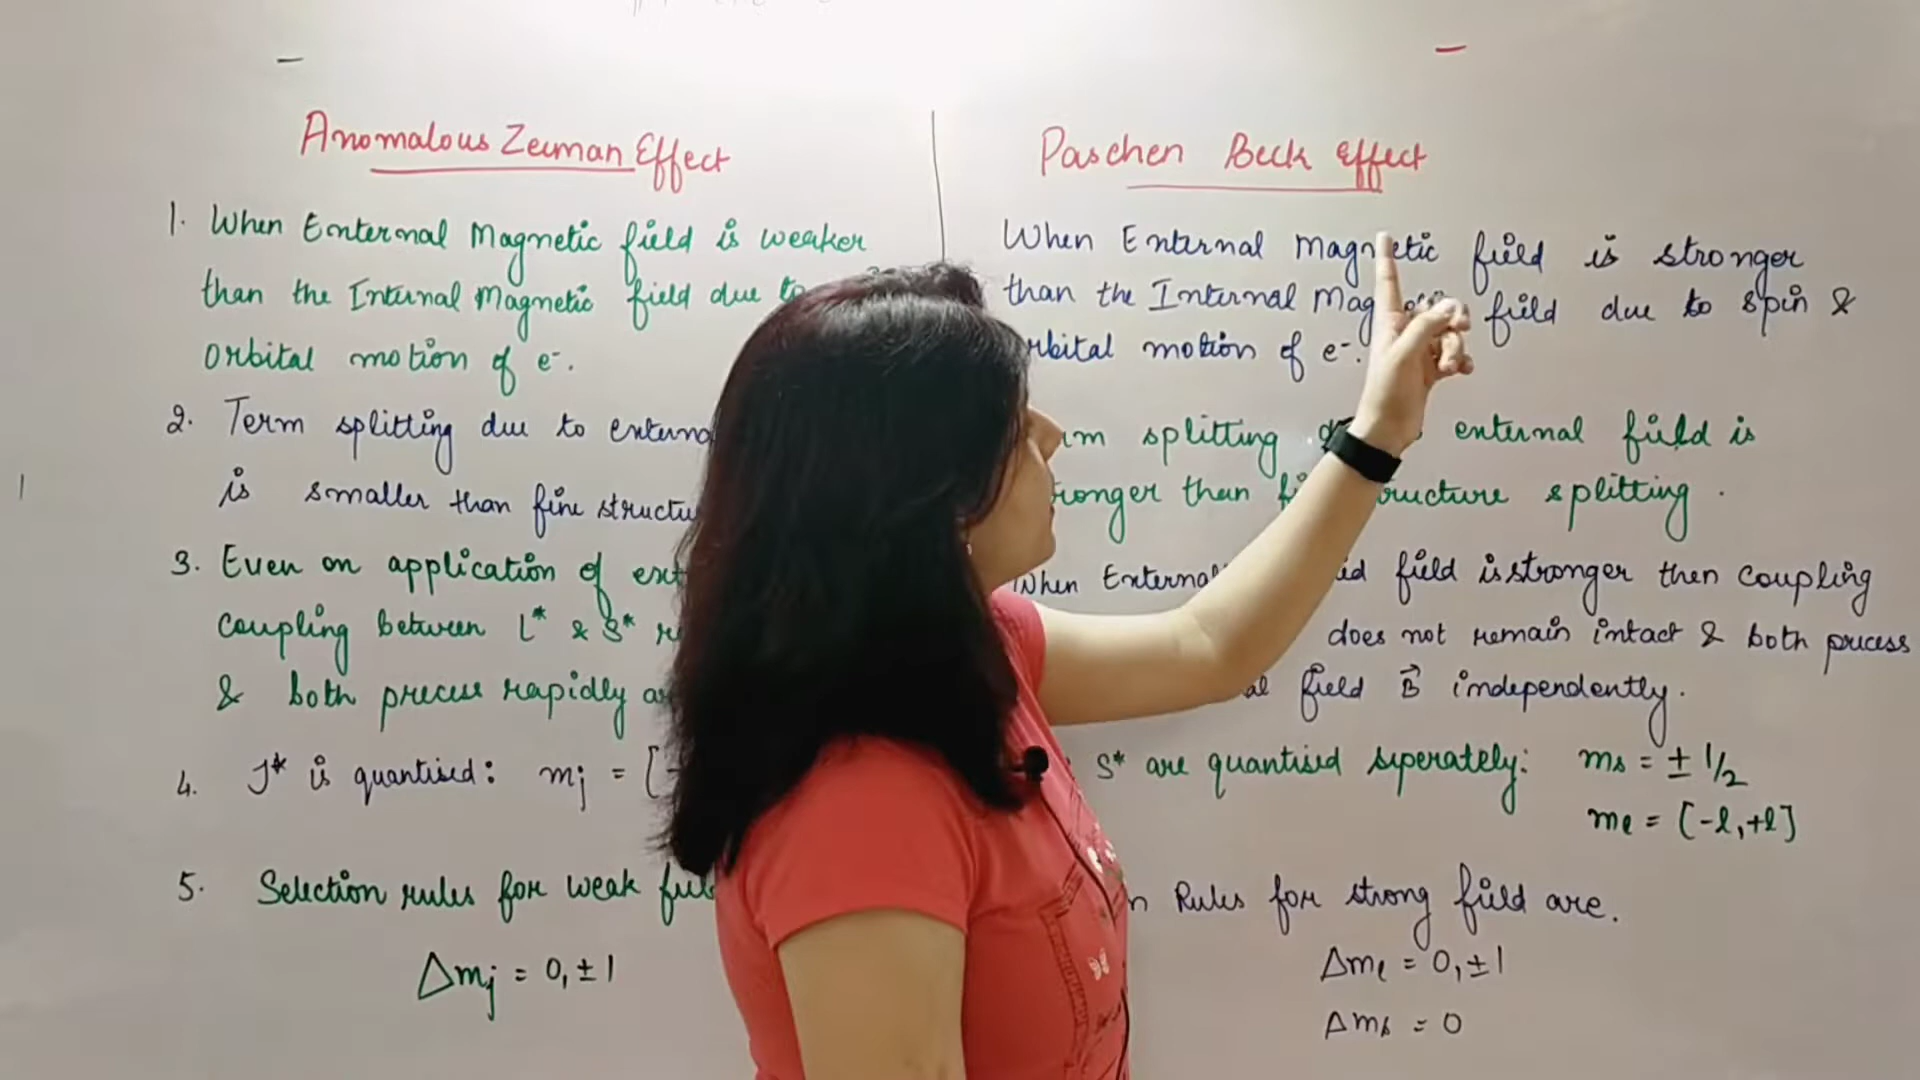 Anomalous Zeeman Effect
1. When External Magnetic field is weaker
than the Internal Magnetic field due to
orbital motion of e-.
2. Term splitting due to
is smaller than fine
3. Even on application of
coupling between L* & S*
& both precess rapidly
4. J* is quantised: mj = [-
5. Selection rules for weak
Δmj = 0, ±1
Paschen Back Effect
When External Magnetic field is stronger
than the Internal field due to spin &
motion of e-.
splitting external field is
than splitting.
When field is stronger then coupling
does not remain intact & both precess
field B⃗ independently.
S* are quantised seperately: ms = ± 1/2
ml = [-l, +l]
Rules for strong field are.
Δml = 0, ±1
Δms = 0